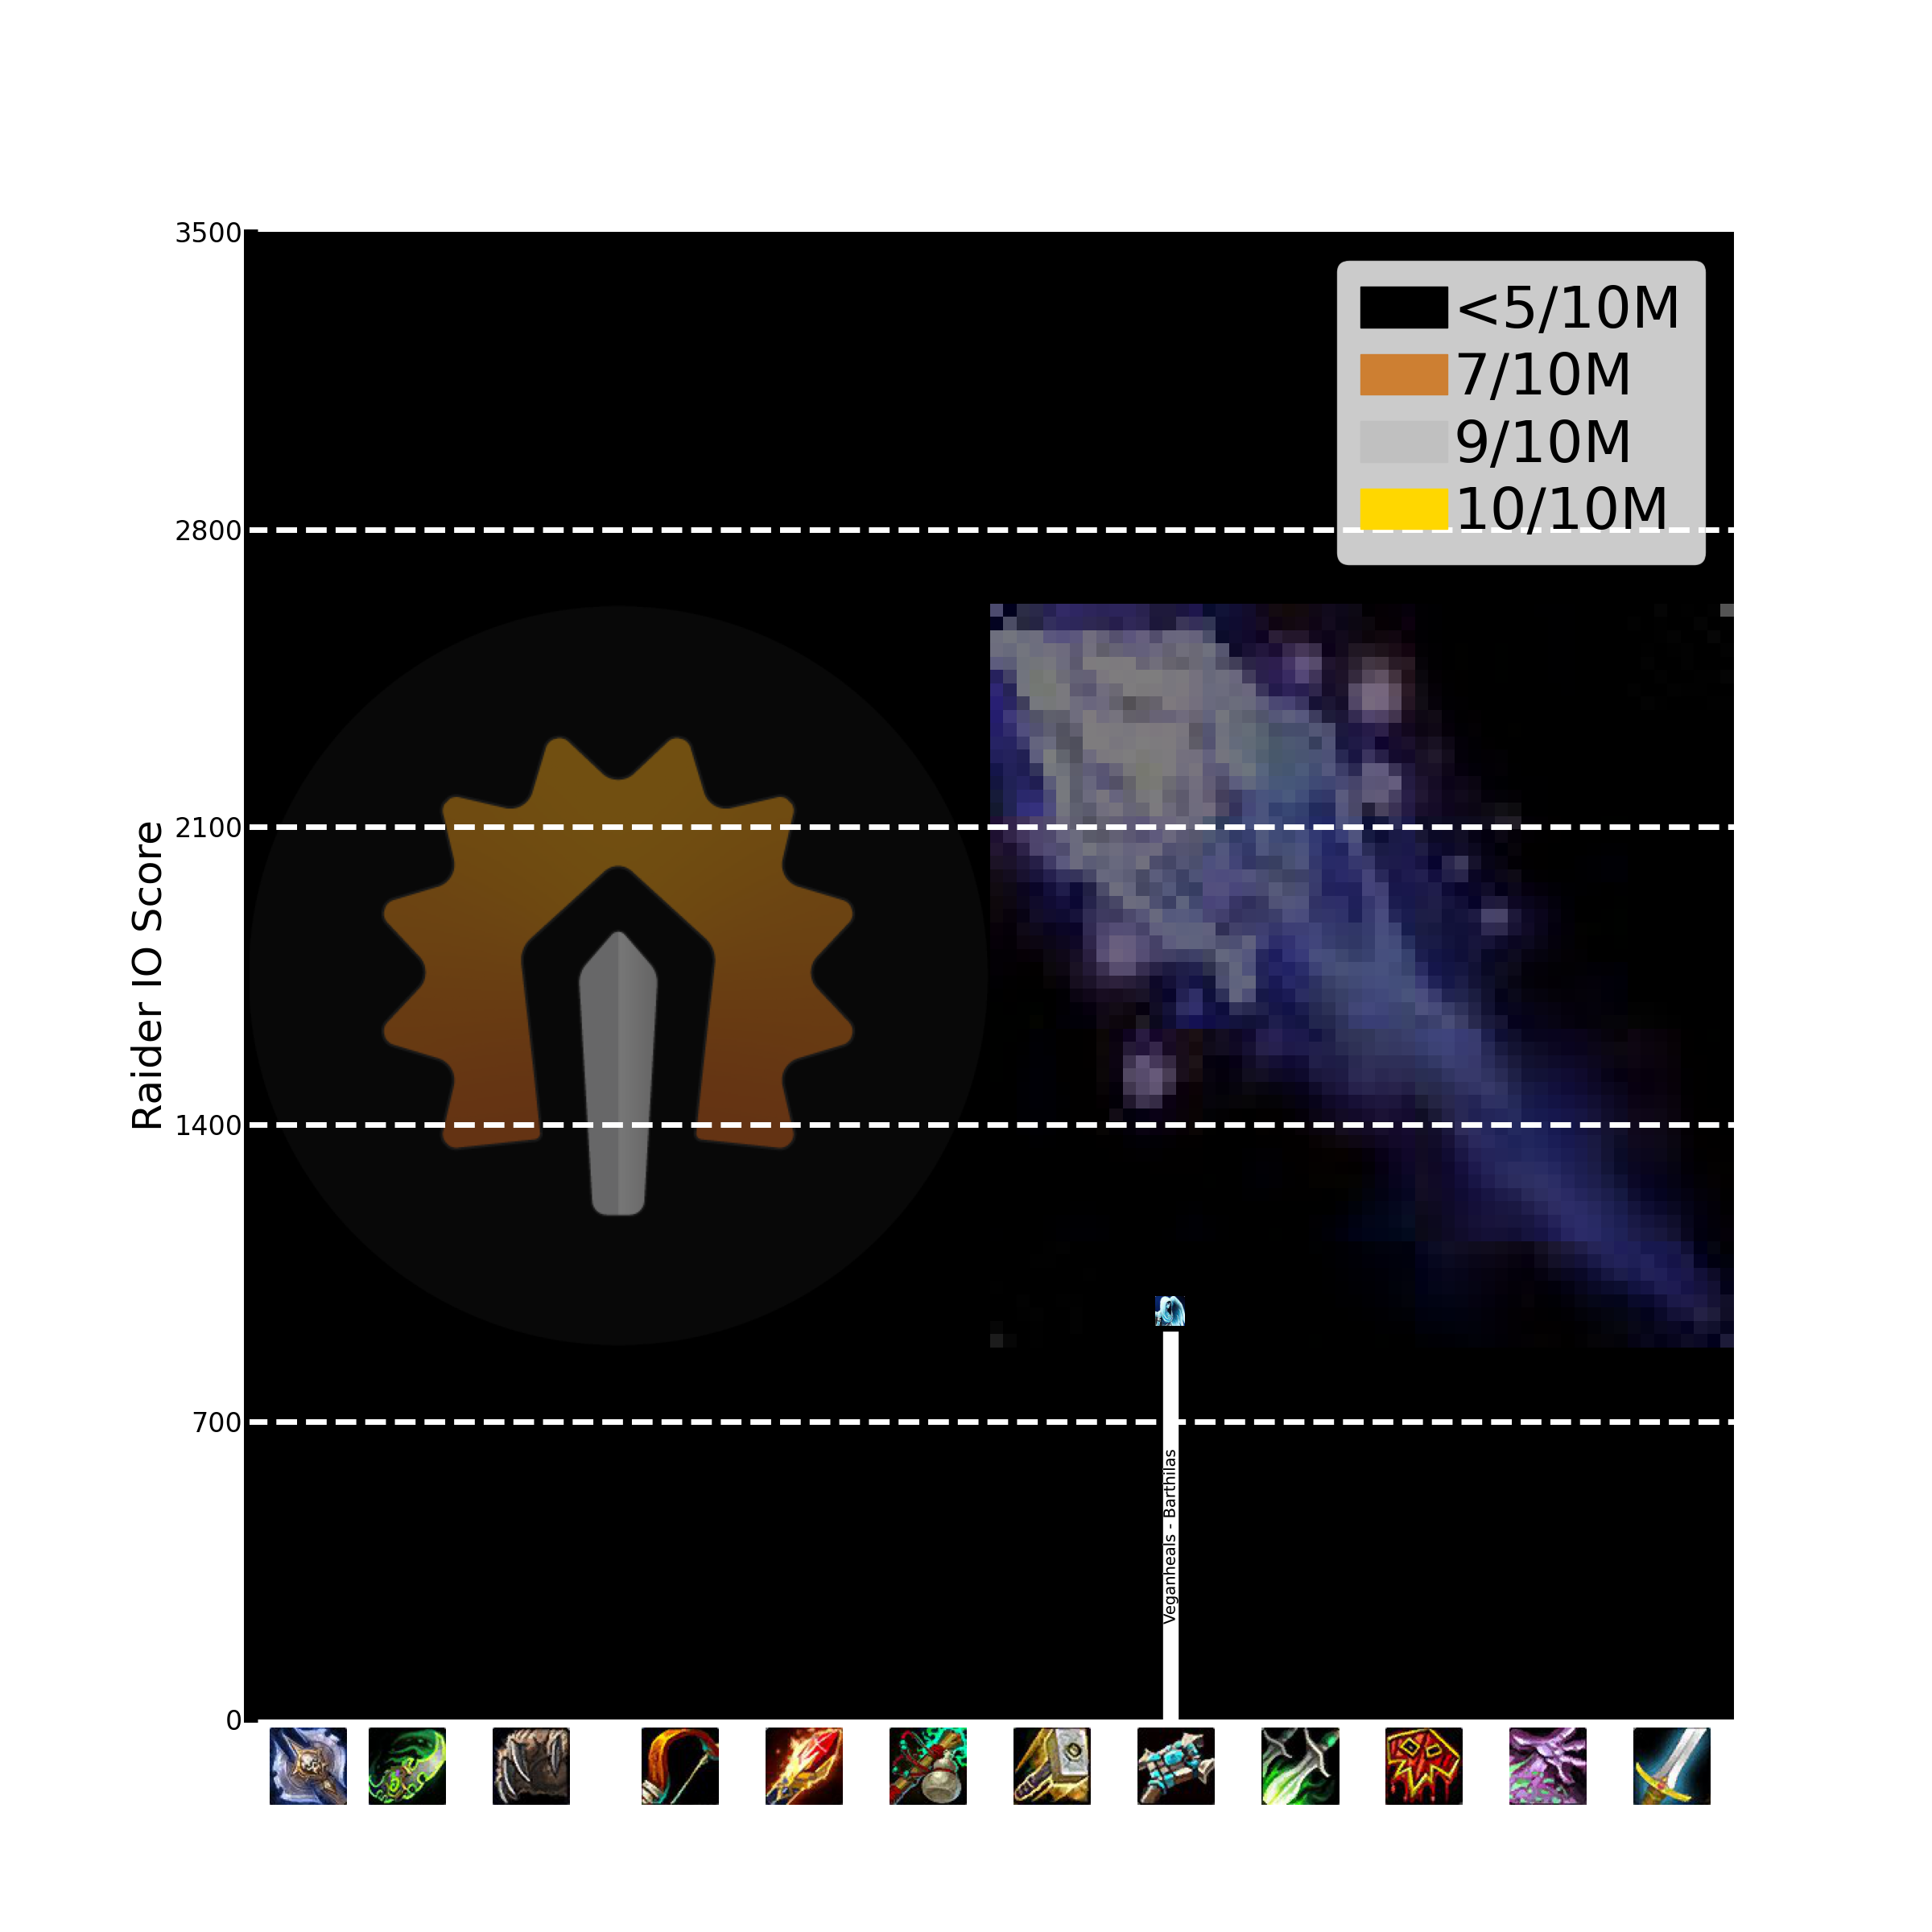 3500
2800
2100
1400
700
0
Raider IO Score
<5/10M
7/10M
9/10M
10/10M
Veganheals - Barthilas